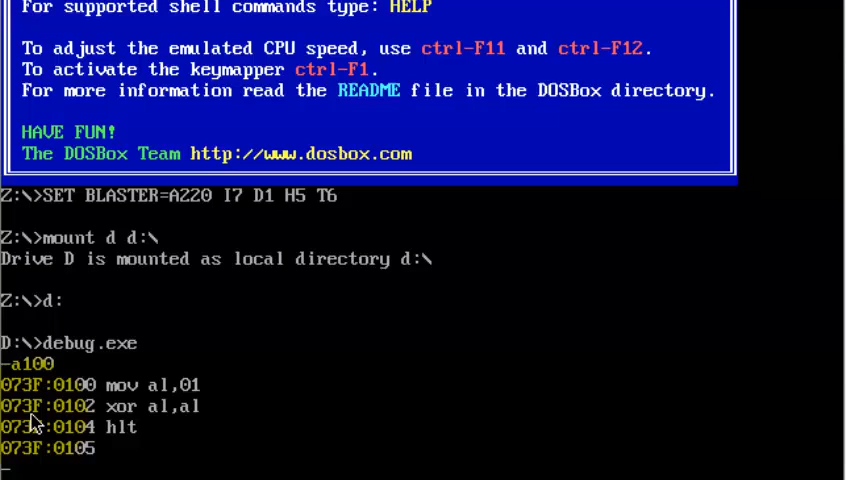 For supported shell commands type: HELP
To adjust the emulated CPU speed, use ctrl-F11 and ctrl-F12.
To activate the keymapper ctrl-F1.
For more information read the README file in the DOSBox directory.
HAVE FUN!
The DOSBox Team http://www.dosbox.com
Z:\>SET BLASTER=A220 I7 D1 H5 T6
Z:\>mount d d:\
Drive D is mounted as local directory d:\
Z:\>d:
D:\>debug.exe
-a100
073F:0100 mov al,01
073F:0102 xor al,al
073F:0104 hlt
073F:0105
-